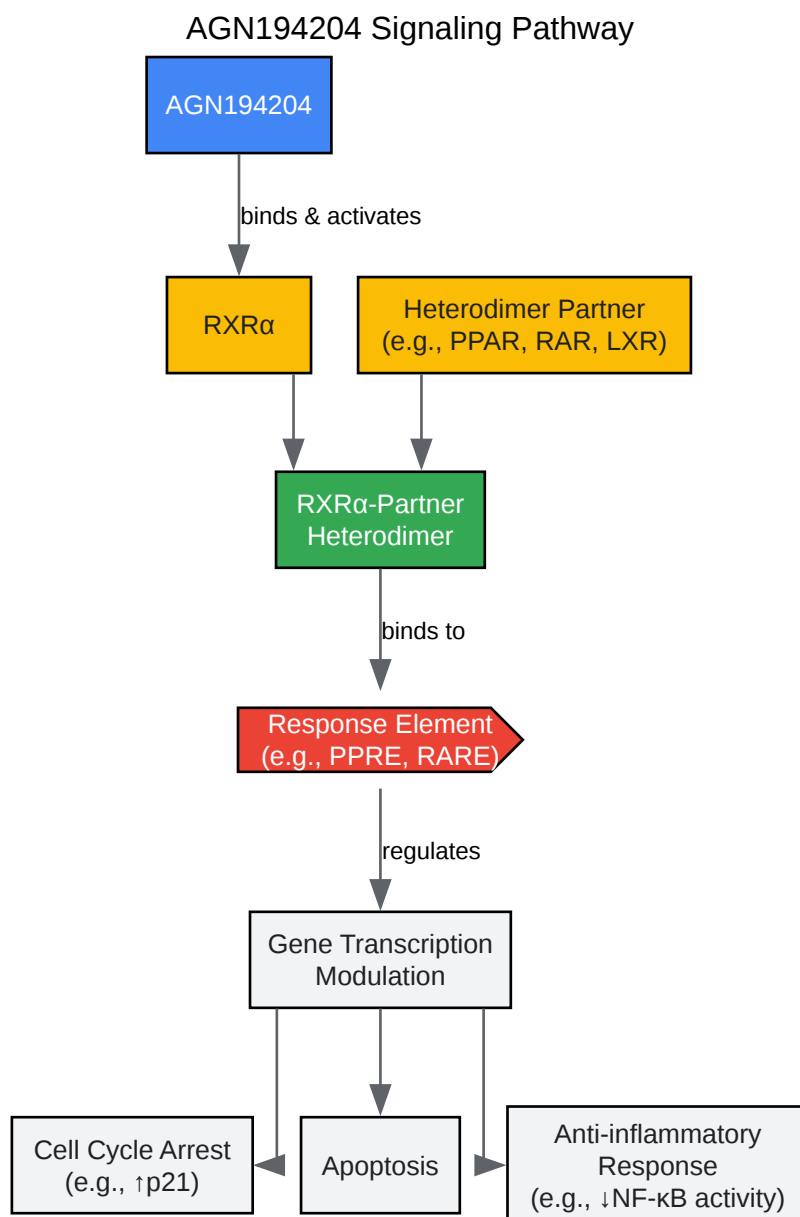 AGN194204 Signaling Pathway
AGN194204
binds & activates
RXRα
Heterodimer Partner
(e.g., PPAR, RAR, LXR)
RXRα-Partner
Heterodimer
binds to
Response Element
(e.g., PPRE, RARE)
regulates
Gene Transcription
Modulation
Cell Cycle Arrest
(e.g., ↑p21)
Apoptosis
Anti-inflammatory
Response
(e.g., ↓NF-κB activity)